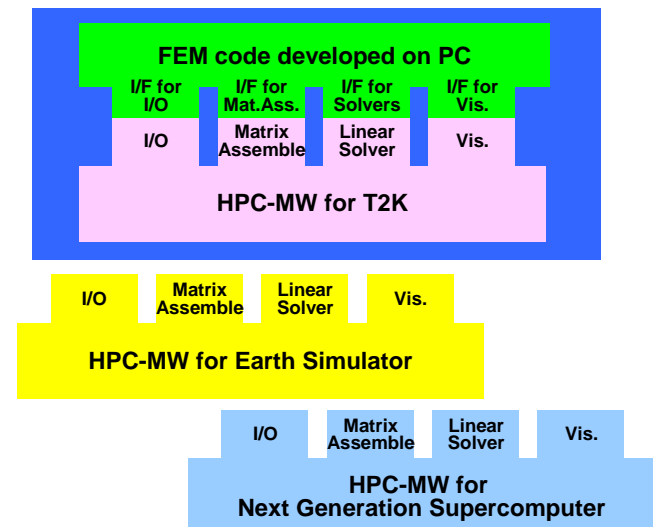 FEM code developed on PC
I/F for I/O
I/F for Mat.Ass.
I/F for Solvers
I/F for Vis.
I/O
Matrix Assemble
Linear Solver
Vis.
HPC-MW for T2K
I/O
Matrix Assemble
Linear Solver
Vis.
HPC-MW for Earth Simulator
I/O
Matrix Assemble
Linear Solver
Vis.
HPC-MW for
Next Generation Supercomputer